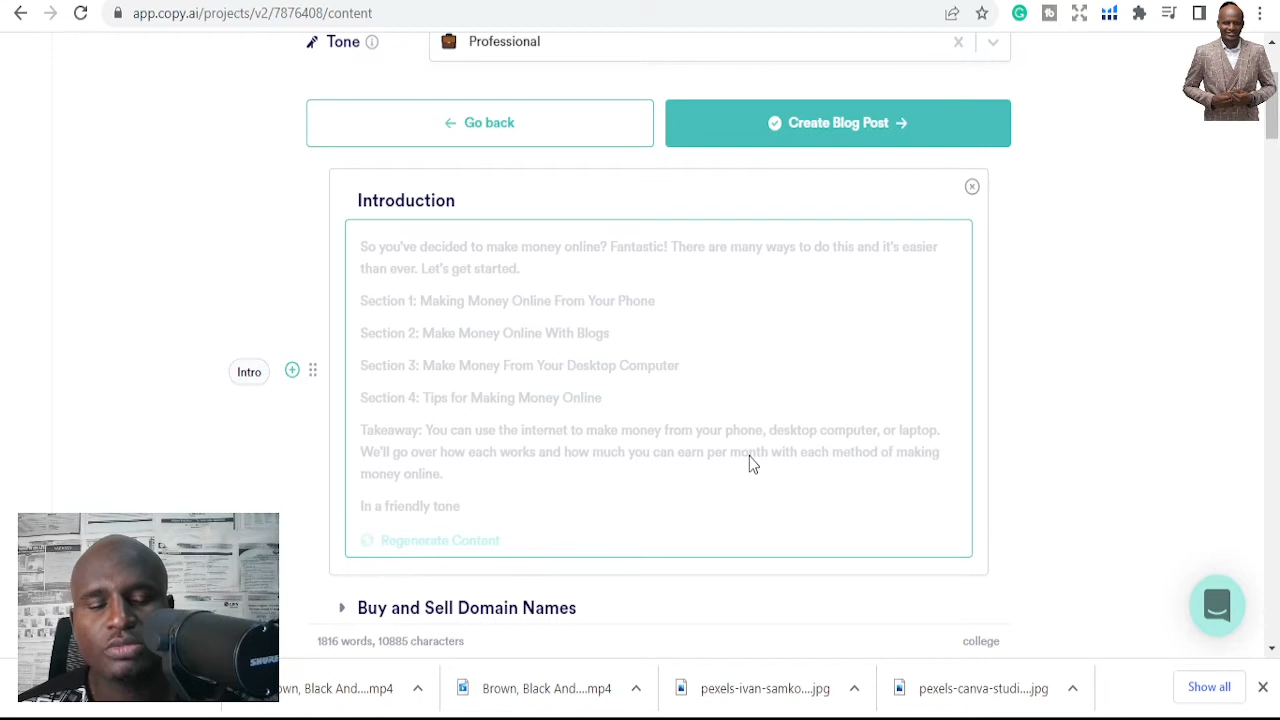 app.copy.ai/projects/v2/7876408/content
Tone
Professional
Go back
Create Blog Post
Introduction
So you've decided to make money online? Fantastic! There are many ways to do this and it's easier
than ever. Let's get started.
Section 1: Making Money Online From Your Phone
Section 2: Make Money Online With Blogs
Section 3: Make Money From Your Desktop Computer
Intro
Section 4: Tips for Making Money Online
Takeaway: You can use the internet to make money from your phone, desktop computer, or laptop.
We'll go over how each works and how much you can earn per month with each method of making
money online.
In a friendly tone
Regenerate Content
Buy and Sell Domain Names
1816 words, 10885 characters
college
SHURE
own, Black And....mp4
Brown, Black And....mp4
pexels-ivan-samko....jpg
pexels-canva-studi....jpg
Show all